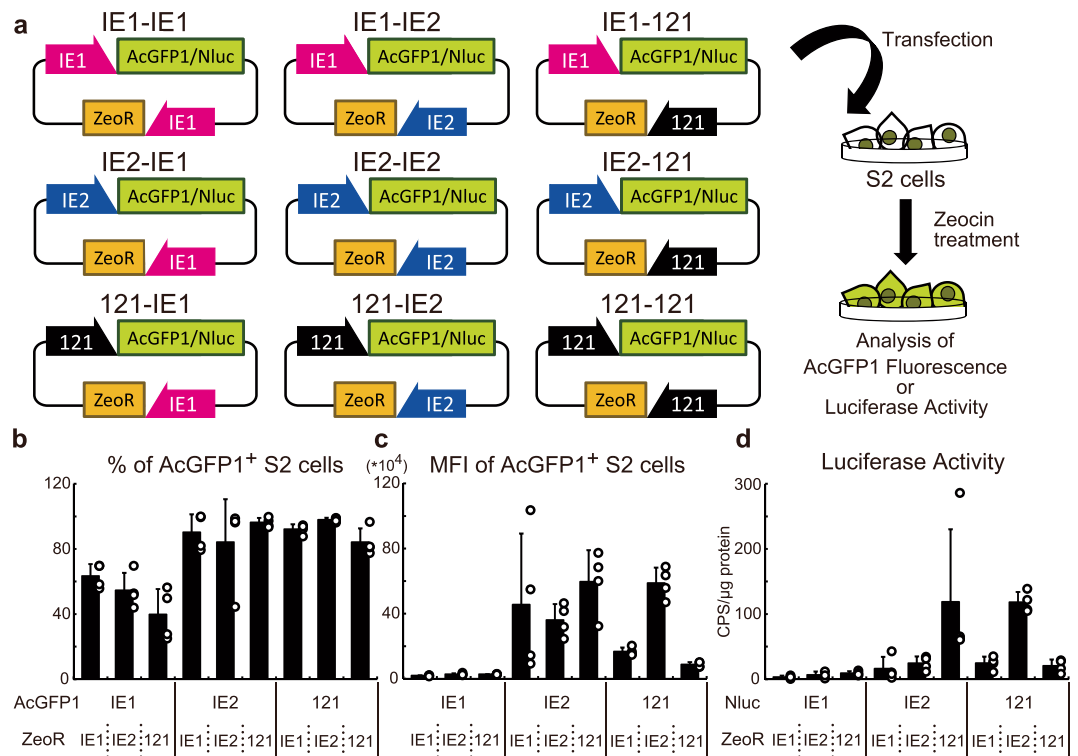 a
IE1-IE1 IE1-IE2 IE1-121
IE1 AcGFP1/Nluc IE1 AcGFP1/Nluc IE1 AcGFP1/Nluc
ZeoR IE1 ZeoR IE2 ZeoR 121
IE2-IE1 IE2-IE2 IE2-121
IE2 AcGFP1/Nluc IE2 AcGFP1/Nluc IE2 AcGFP1/Nluc
ZeoR IE1 ZeoR IE2 ZeoR 121
121-IE1 121-IE2 121-121
121 AcGFP1/Nluc 121 AcGFP1/Nluc 121 AcGFP1/Nluc
ZeoR IE1 ZeoR IE2 ZeoR 121
Transfection
S2 cells
Zeocin
treatment
Analysis of
AcGFP1 Fluorescence
or
Luciferase Activity
b
% of AcGFP1⁺ S2 cells
120
80
40
0
AcGFP1 IE1 IE2 121
ZeoR IE1 IE2 121 IE1 IE2 121 IE1 IE2 121
c
(*10⁴) MFI of AcGFP1⁺ S2 cells
120
80
40
0
IE1 IE2 121
IE1 IE2 121 IE1 IE2 121 IE1 IE2 121
d
Luciferase Activity
CPS/µg protein
300
200
100
0
Nluc IE1 IE2 121
ZeoR IE1 IE2 121 IE1 IE2 121 IE1 IE2 121